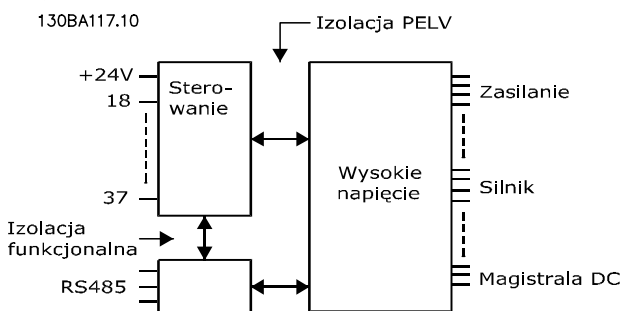 130BA117.10
Izolacja PELV
+24V
18
37
Stero-
wanie
Wysokie
napięcie
Zasilanie
Silnik
Magistrala DC
Izolacja
funkcjonalna
RS485